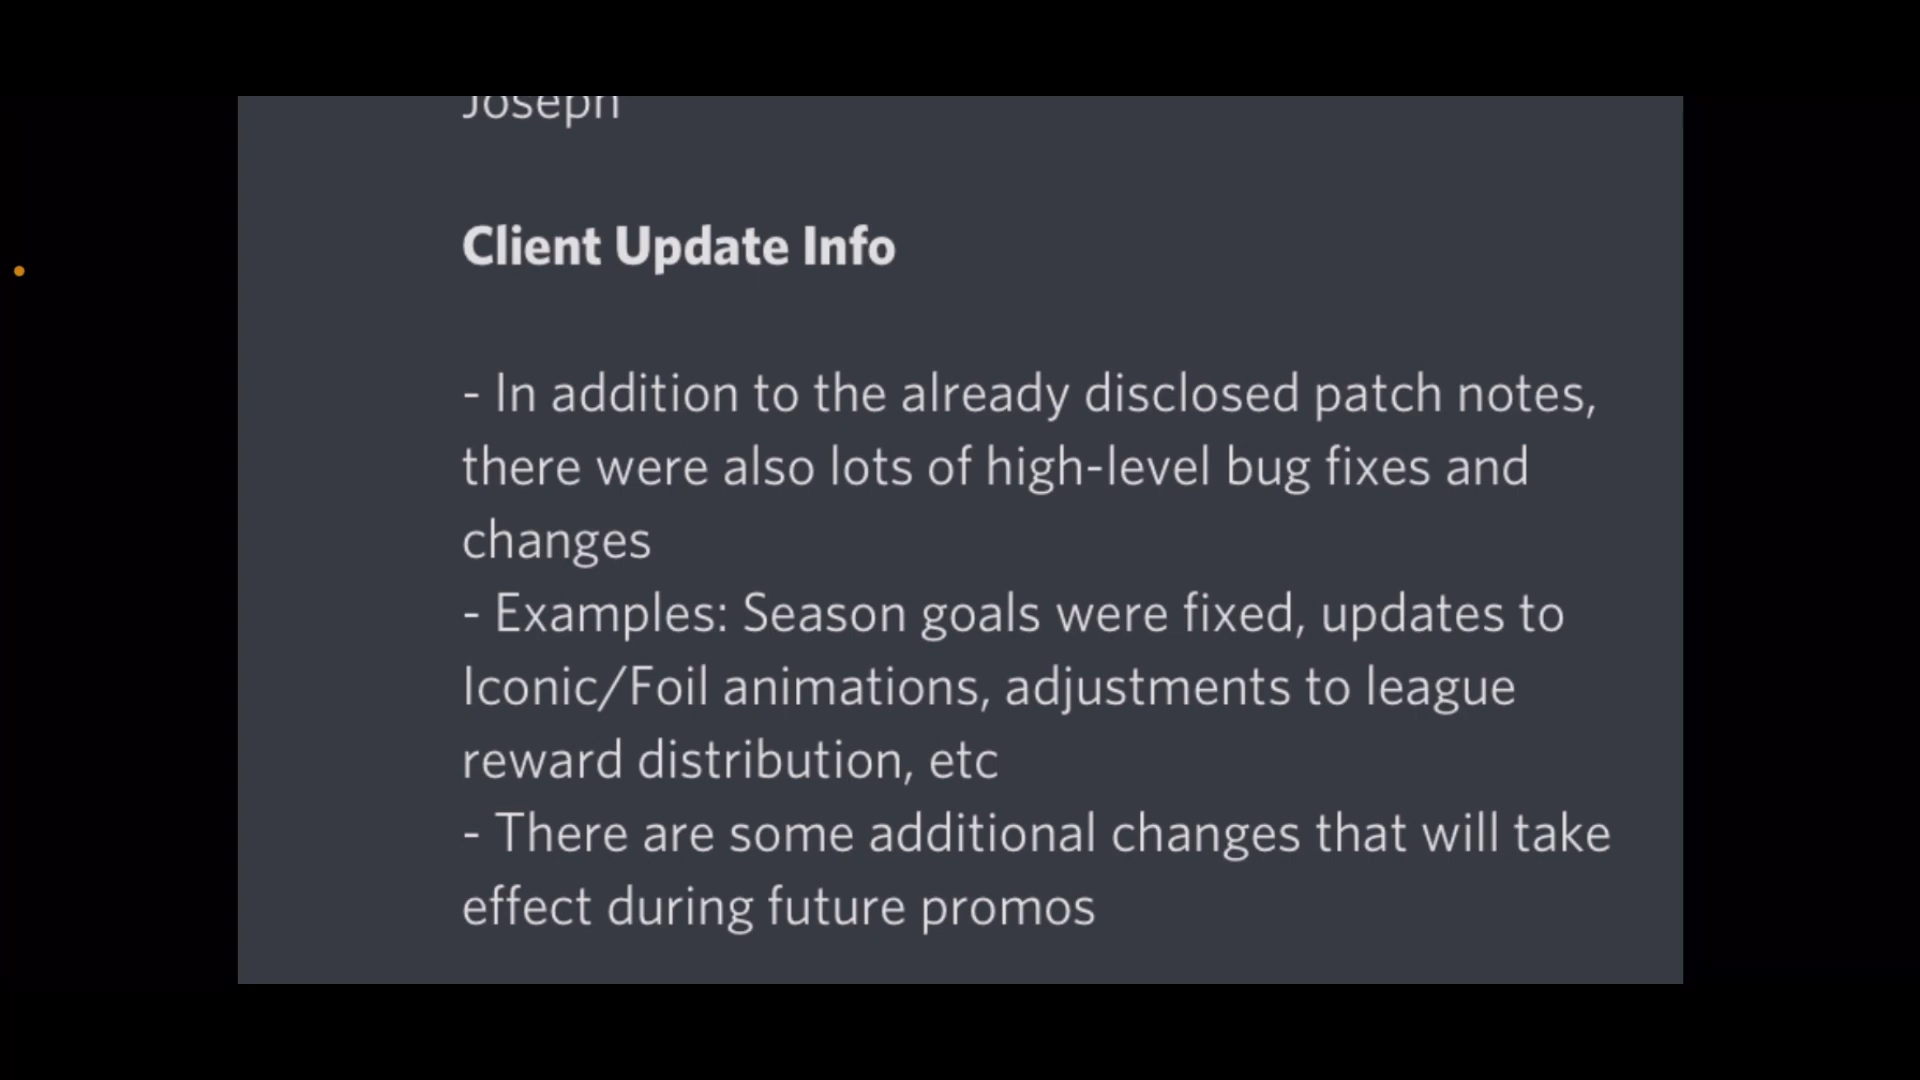 Joseph
Client Update Info
- In addition to the already disclosed patch notes,
there were also lots of high-level bug fixes and
changes
- Examples: Season goals were fixed, updates to
Iconic/Foil animations, adjustments to league
reward distribution, etc
- There are some additional changes that will take
effect during future promos